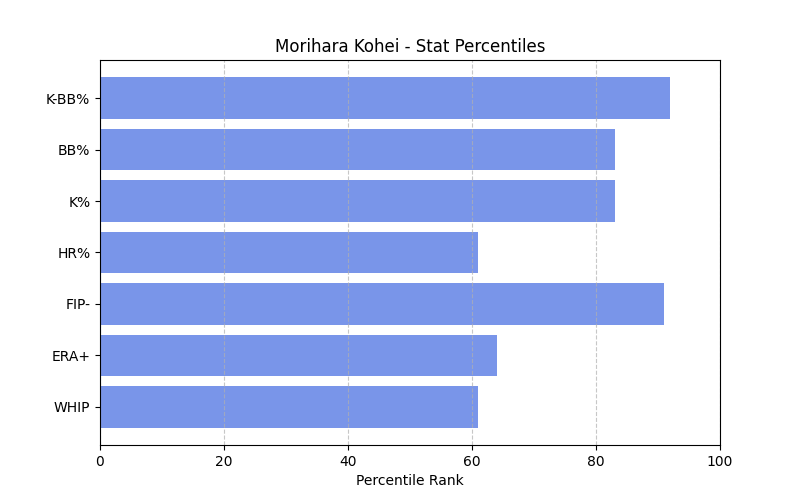 Morihara Kohei - Stat Percentiles
K-BB%
BB%
K%
HR%
FIP-
ERA+
WHIP
0 20 40 60 80 100
Percentile Rank